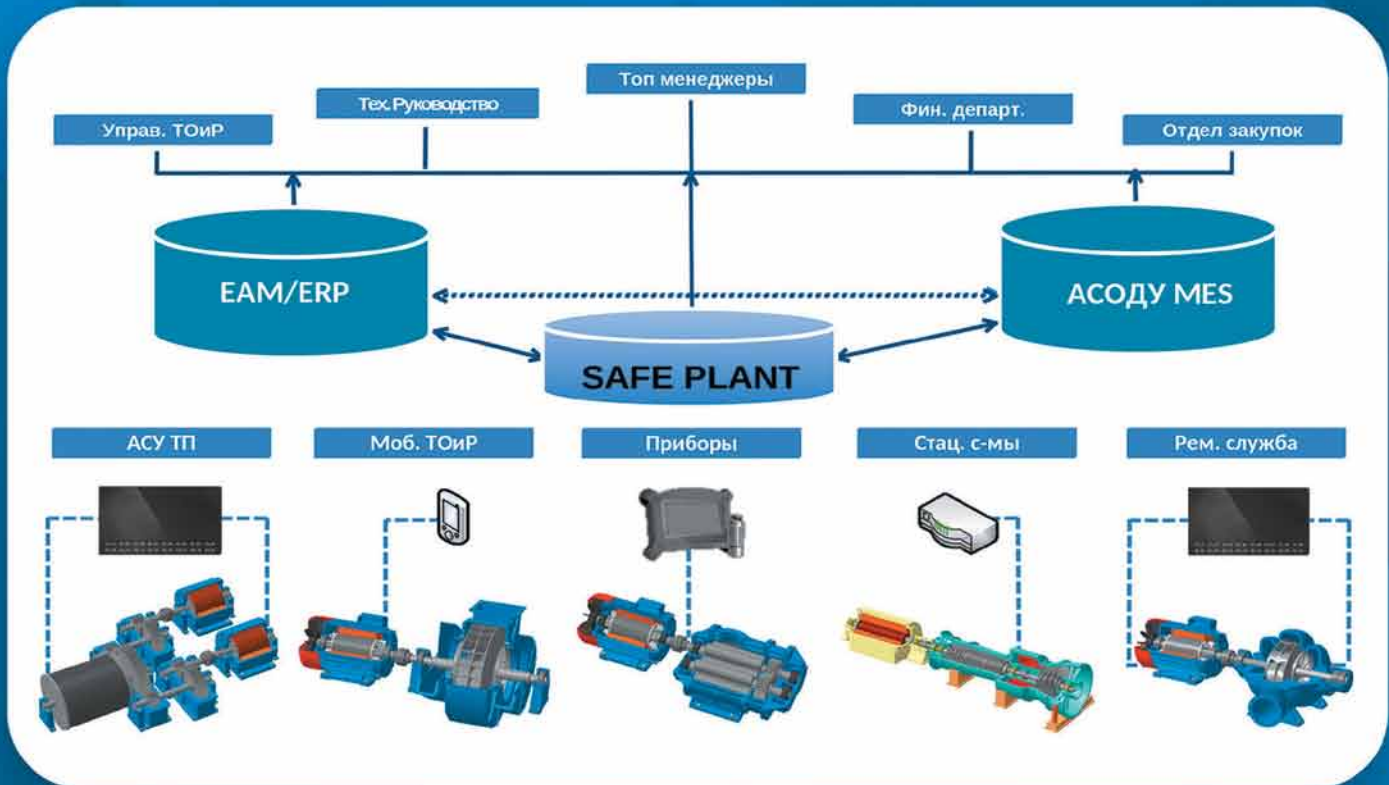 Топ менеджеры
Тех. Руководство
Фин. департ.
Управ. ТОиР
Отдел закупок
EAM/ERP
АСОДУ MES
SAFE PLANT
АСУ ТП
Моб. ТОиР
Приборы
Стац. с-мы
Рем. служба